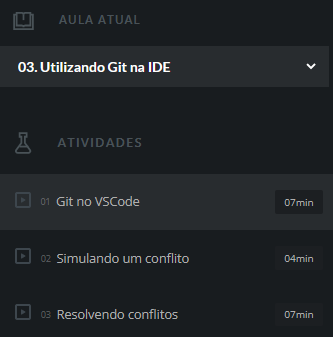 AULA ATUAL
03. Utilizando Git na IDE
ATIVIDADES
01 Git no VSCode 07min
02 Simulando um conflito 04min
03 Resolvendo conflitos 07min